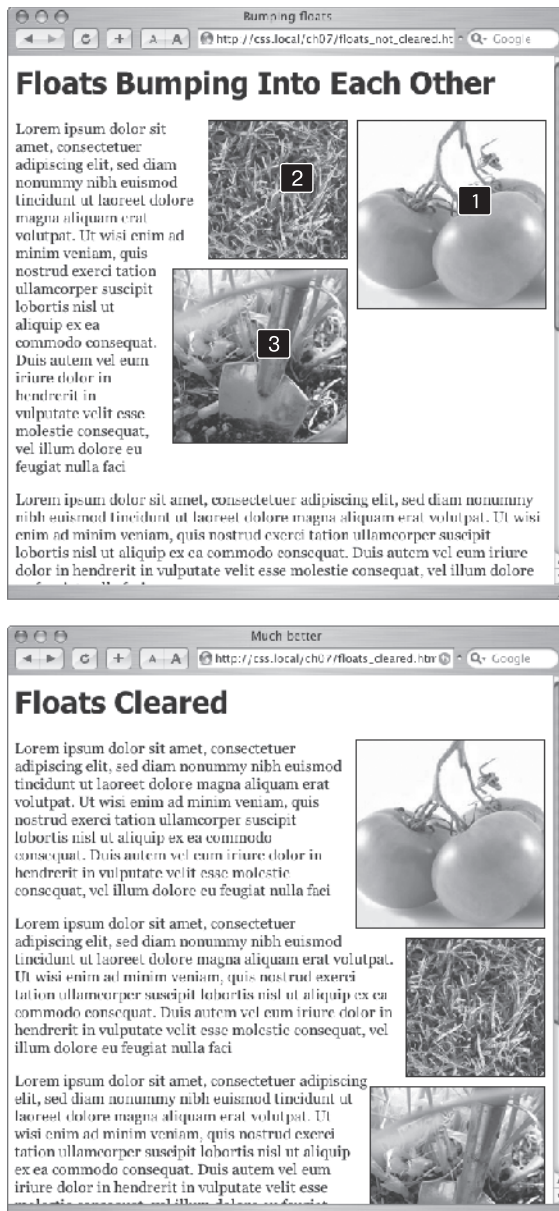 Bumping floats
A A http://css.local/ch07/floats_not_cleared.ht Q Google
Floats Bumping Into Each Other
Lorem ipsum dolor sit
amet, consectetuer
adipiscing elit, sed diam
nonummy nibh euismod
tincidunt ut laoreet dolore
magna aliquam erat
volutpat. Ut wisi enim ad
minim veniam, quis
nostrud exerci tation
ullamcorper suscipit
lobortis nisl ut
aliquip ex ea
commodo consequat.
Duis autem vel eum
iriure dolor in
hendrerit in
vulputate velit esse
molestie consequat,
vel illum dolore eu
feugiat nulla faci
2
1
3
Lorem ipsum dolor sit amet, consectetuer adipiscing elit, sed diam nonummy
nibh euismod tincidunt ut laoreet dolore magna aliquam erat volutpat. Ut wisi
enim ad minim veniam, quis nostrud exerci tation ullamcorper suscipit
lobortis nisl ut aliquip ex ea commodo consequat. Duis autem vel eum iriure
dolor in hendrerit in vulputate velit esse molestie consequat, vel illum dolore
Much better
A A http://css.local/ch07/floats_cleared.htm Q Google
Floats Cleared
Lorem ipsum dolor sit amet, consectetuer
adipiscing elit, sed diam nonummy nibh euismod
tincidunt ut laoreet dolore magna aliquam erat
volutpat. Ut wisi enim ad minim veniam, quis
nostrud exerci tation ullamcorper suscipit
lobortis nisl ut aliquip ex ea commodo
consequat. Duis autem vel eum iriure dolor in
hendrerit in vulputate velit esse molestie
consequat, vel illum dolore eu feugiat nulla faci
Lorem ipsum dolor sit amet, consectetuer
adipiscing elit, sed diam nonummy nibh euismod
tincidunt ut laoreet dolore magna aliquam erat volutpat.
Ut wisi enim ad minim veniam, quis nostrud exerci
tation ullamcorper suscipit lobortis nisl ut aliquip ex ea
commodo consequat. Duis autem vel eum iriure dolor in
hendrerit in vulputate velit esse molestie consequat, vel
illum dolore eu feugiat nulla faci
Lorem ipsum dolor sit amet, consectetuer adipiscing
elit, sed diam nonummy nibh euismod tincidunt ut
laoreet dolore magna aliquam erat volutpat. Ut
wisi enim ad minim veniam, quis nostrud exerci
tation ullamcorper suscipit lobortis nisl ut aliquip
ex ea commodo consequat. Duis autem vel eum
iriure dolor in hendrerit in vulputate velit esse